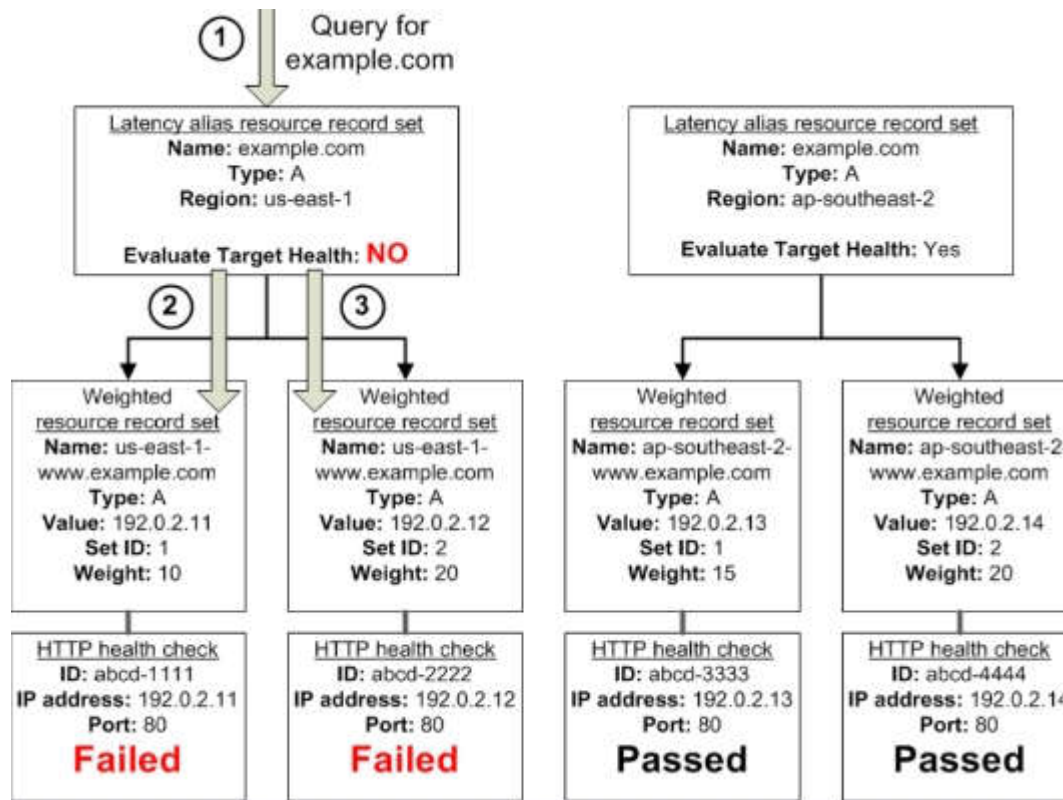 1
Query for
example.com
Latency alias resource record set
Name: example.com
Type: A
Region: us-east-1
Evaluate Target Health: NO
Latency alias resource record set
Name: example.com
Type: A
Region: ap-southeast-2
Evaluate Target Health: Yes
2
3
Weighted
resource record set
Name: us-east-1-
www.example.com
Type: A
Value: 192.0.2.11
Set ID: 1
Weight: 10
Weighted
resource record set
Name: us-east-1-
www.example.com
Type: A
Value: 192.0.2.12
Set ID: 2
Weight: 20
Weighted
resource record set
Name: ap-southeast-2-
www.example.com
Type: A
Value: 192.0.2.13
Set ID: 1
Weight: 15
Weighted
resource record set
Name: ap-southeast-2
www.example.com
Type: A
Value: 192.0.2.14
Set ID: 2
Weight: 20
HTTP health check
ID: abcd-1111
IP address: 192.0.2.11
Port: 80
Failed
HTTP health check
ID: abcd-2222
IP address: 192.0.2.12
Port: 80
Failed
HTTP health check
ID: abcd-3333
IP address: 192.0.2.13
Port: 80
Passed
HTTP health check
ID: abcd-4444
IP address: 192.0.2.14
Port: 80
Passed